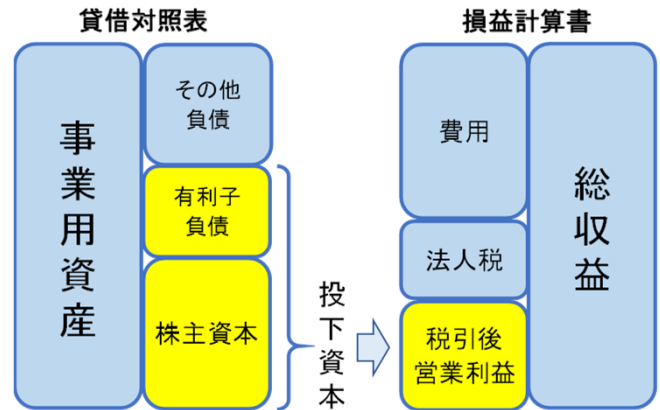 貸借対照表
事業用資産
その他
負債
有利子
負債
株主資本
投下資本
損益計算書
費用
法人税
税引後
営業利益
総収益